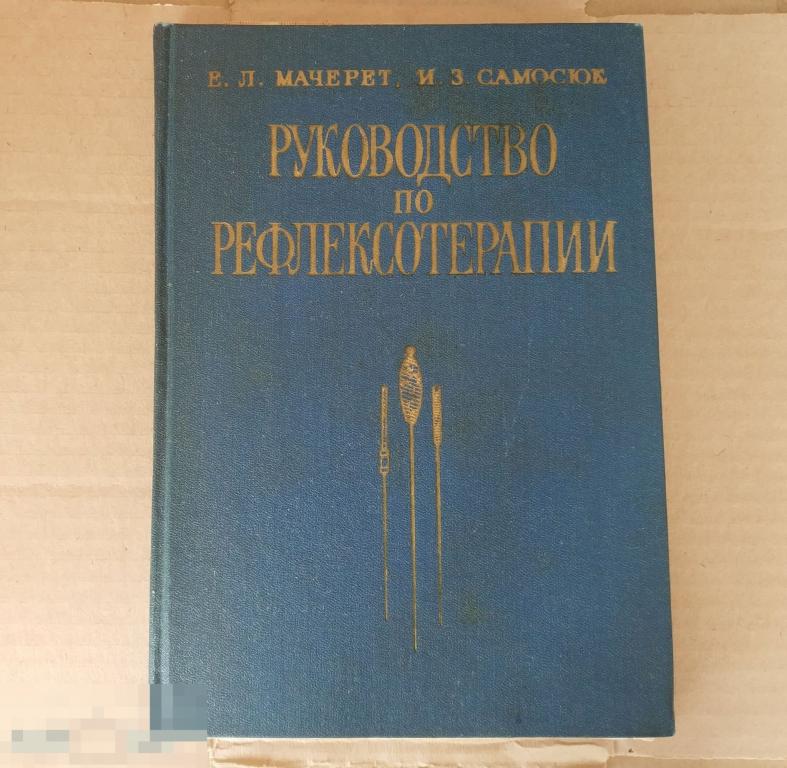 Е. Л. МАЧЕРЕТ, И. З. САМОСЮК
РУКОВОДСТВО
ПО
РЕФЛЕКСОТЕРАПИИ